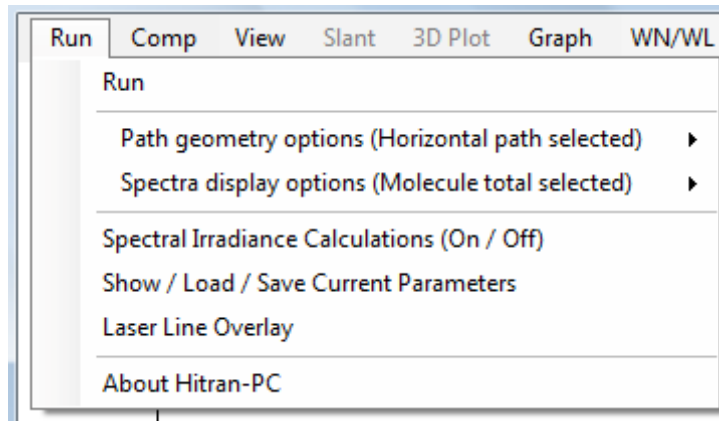 Run Comp View Slant 3D Plot Graph WN/WL
Run
Path geometry options (Horizontal path selected)
Spectra display options (Molecule total selected)
Spectral Irradiance Calculations (On / Off)
Show / Load / Save Current Parameters
Laser Line Overlay
About Hitran-PC